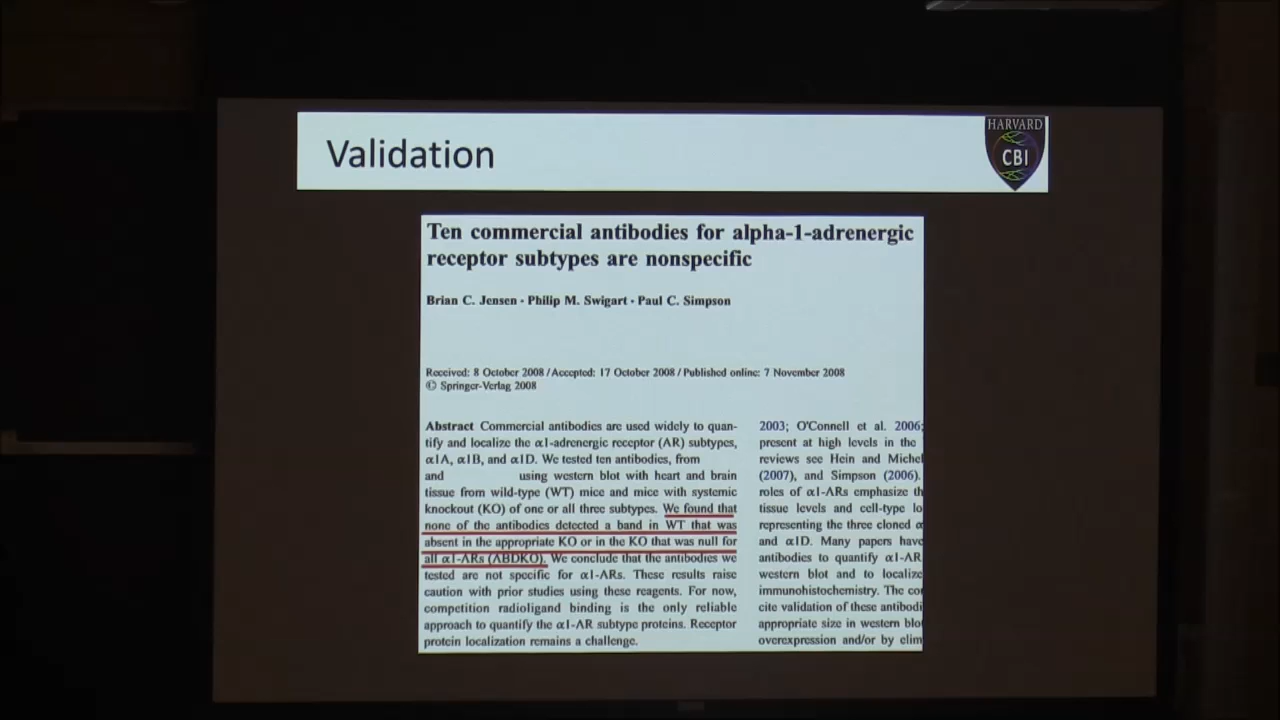 Validation
HARVARD
CBI
Ten commercial antibodies for alpha-1-adrenergic
receptor subtypes are nonspecific
Brian C. Jensen · Philip M. Swigart · Paul C. Simpson
Received: 8 October 2008 / Accepted: 17 October 2008 / Published online: 7 November 2008
© Springer-Verlag 2008
Abstract Commercial antibodies are used widely to quan-
tify and localize the α1-adrenergic receptor (AR) subtypes,
α1A, α1B, and α1D. We tested ten antibodies, from
and using western blot with heart and brain
tissue from wild-type (WT) mice and mice with systemic
knockout (KO) of one or all three subtypes. We found that
none of the antibodies detected a band in WT that was
absent in the appropriate KO or in the KO that was null for
all α1-ARs (ABDKO). We conclude that the antibodies we
tested are not specific for α1-ARs. These results raise
caution with prior studies using these reagents. For now,
competition radioligand binding is the only reliable
approach to quantify the α1-AR subtype proteins. Receptor
protein localization remains a challenge.
2003; O'Connell et al. 2006;
present at high levels in the
reviews see Hein and Michel
(2007), and Simpson (2006).
roles of α1-ARs emphasize th
tissue levels and cell-type lo
representing the three cloned α
and α1D. Many papers have
antibodies to quantify α1-AR
western blot and to localize
immunohistochemistry. The con
cite validation of these antibodi
appropriate size in western blot
overexpression and/or by elim